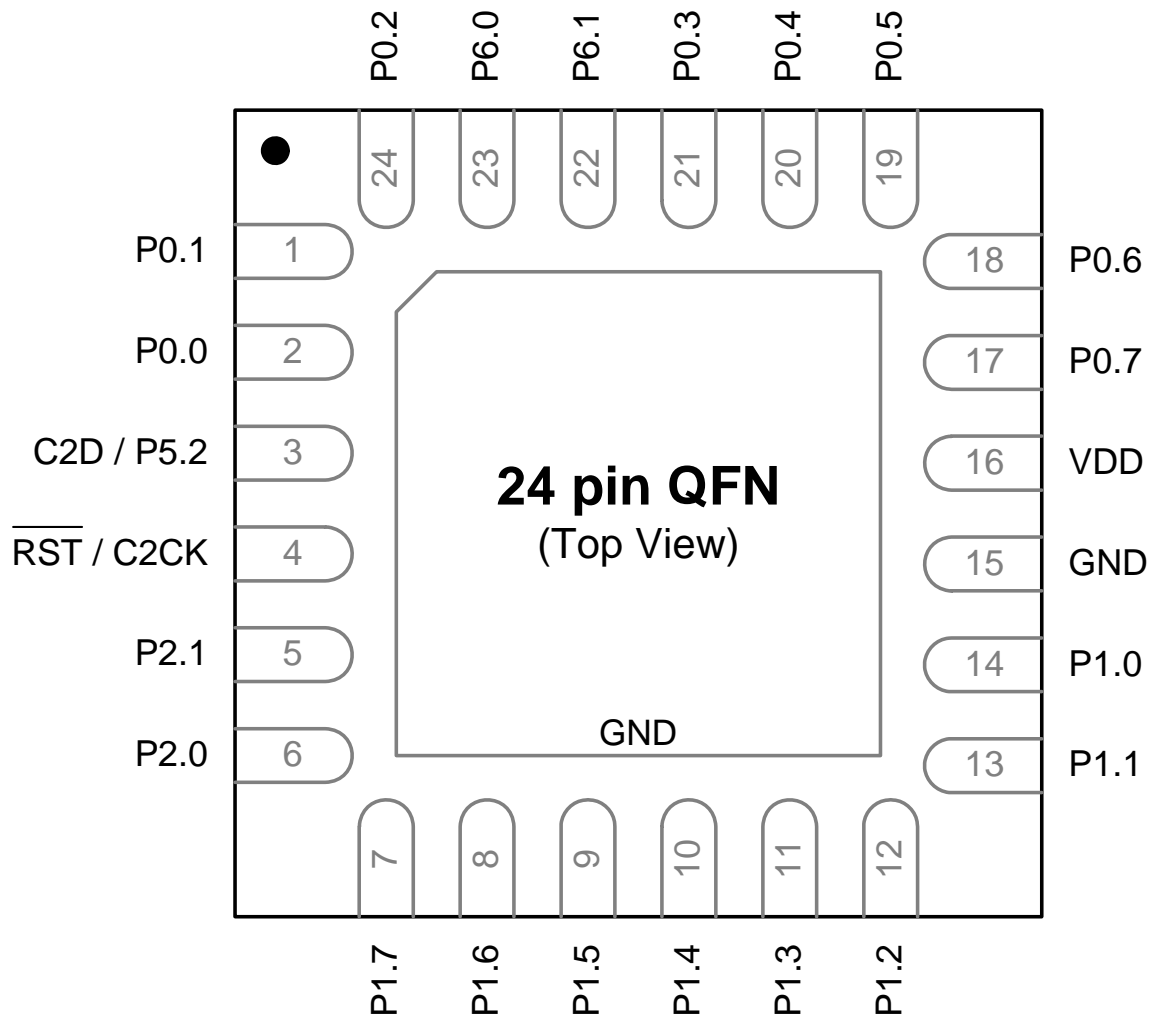 P0.2
P6.0
P6.1
P0.3
P0.4
P0.5
24
23
22
21
20
19
P0.1 1
18 P0.6
P0.0 2
17 P0.7
C2D / P5.2 3
16 VDD
24 pin QFN
(Top View)
RST / C2CK 4
15 GND
P2.1 5
14 P1.0
GND
P2.0 6
13 P1.1
7
8
9
10
11
12
P1.7
P1.6
P1.5
P1.4
P1.3
P1.2